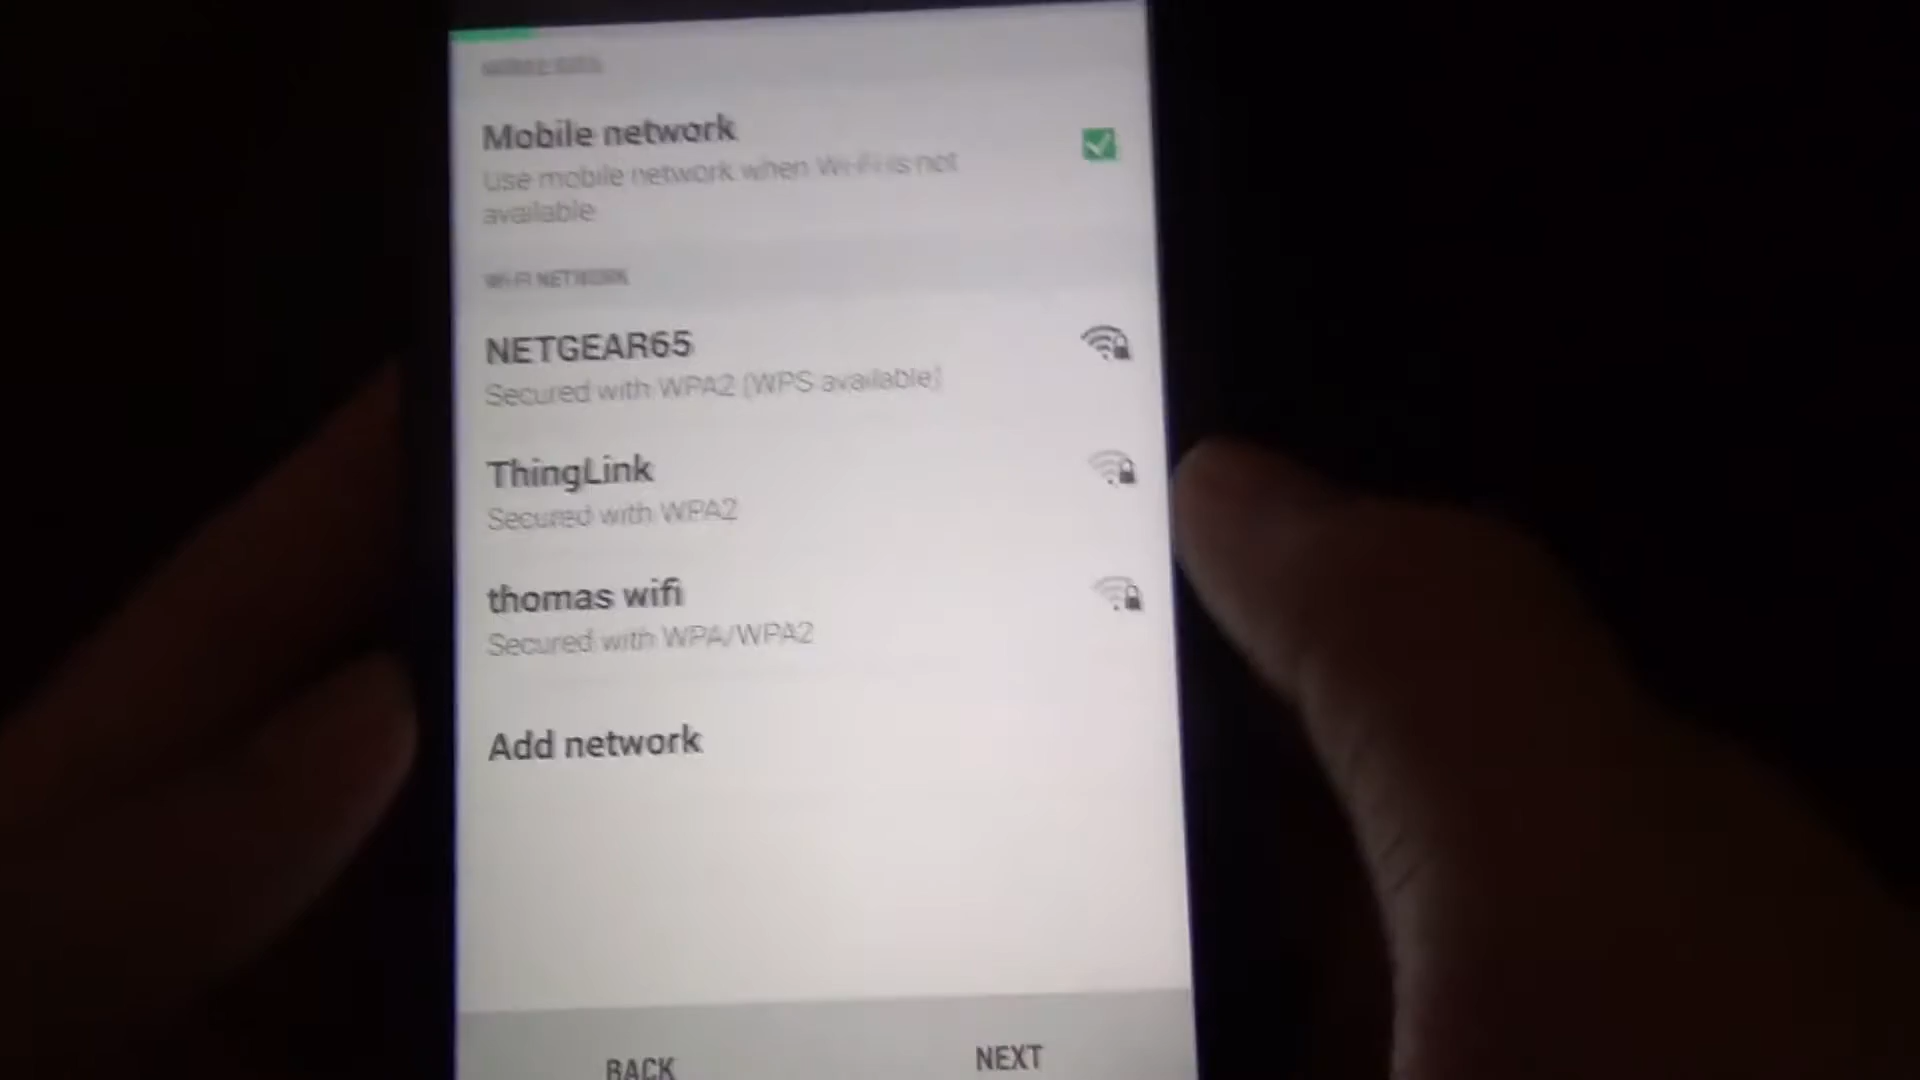 Mobile network
Use mobile network when Wi-Fi is not
available
WI-FI NETWORK
NETGEAR65
Secured with WPA2 (WPS available)
ThingLink
Secured with WPA2
thomas wifi
Secured with WPA/WPA2
Add network
BACK
NEXT